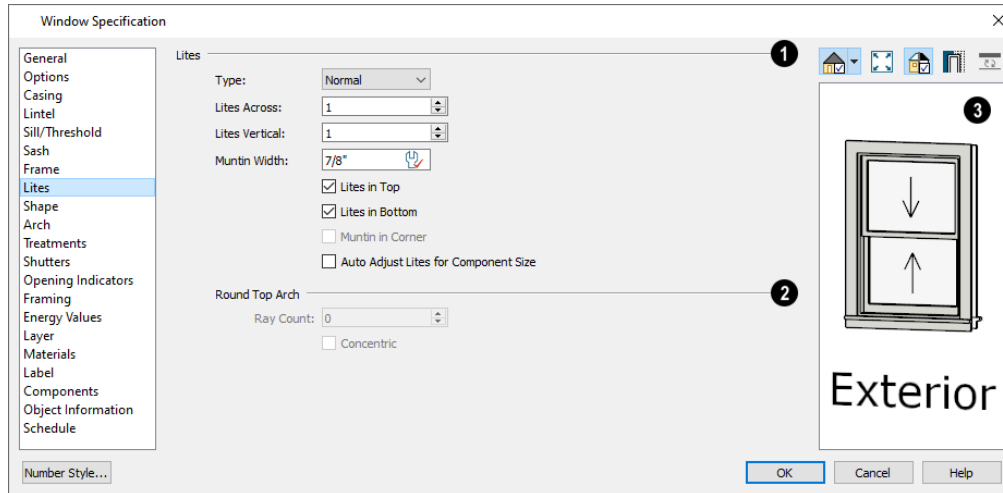 Window Specification
General
Options
Casing
Lintel
Sill/Threshold
Sash
Frame
Lites
Shape
Arch
Treatments
Shutters
Opening Indicators
Framing
Energy Values
Layer
Materials
Label
Components
Object Information
Schedule
Number Style...
Lites
1
Type: Normal
Lites Across: 1
Lites Vertical: 1
Muntin Width: 7/8"
Lites in Top
Lites in Bottom
Muntin in Corner
Auto Adjust Lites for Component Size
Round Top Arch
2
Ray Count: 0
Concentric
3
Exterior
OK
Cancel
Help